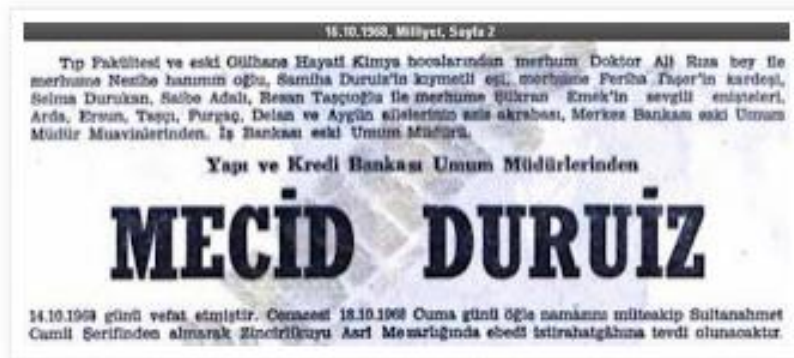 16.10.1968, Milliyet, Sayfa 2
Tıp Fakültesi ve eski Gülhane Hayati Kimya hocalarından merhum Doktor Ali Rıza bey ile
merhume Nezihe hanımın oğlu, Samiha Duruiz'in kıymetli eşi, merhume Feriha Taşer'in kardeşi,
Selma Durukan, Saibe Adalı, Resan Taşçıoğlu ile merhume Şükran Emek'in sevgili enişteleri,
Arda, Ersun, Taşçı, Furgaç, Delan ve Aygün ailelerinin aziz akrabası, Merkez Bankası eski Umum
Müdür Muavinlerinden, İş Bankası eski Umum Müdürü,
Yapı ve Kredi Bankası Umum Müdürlerinden
MECİD DURUİZ
14.10.1968 günü vefat etmiştir. Cenazesi 18.10.1968 Cuma günü öğle namazını müteakip Sultanahmet
Camii Şerifinden alınarak Zincirlikuyu Asrî Mezarlığında ebedî istirahatgâhına tevdi olunacaktır.